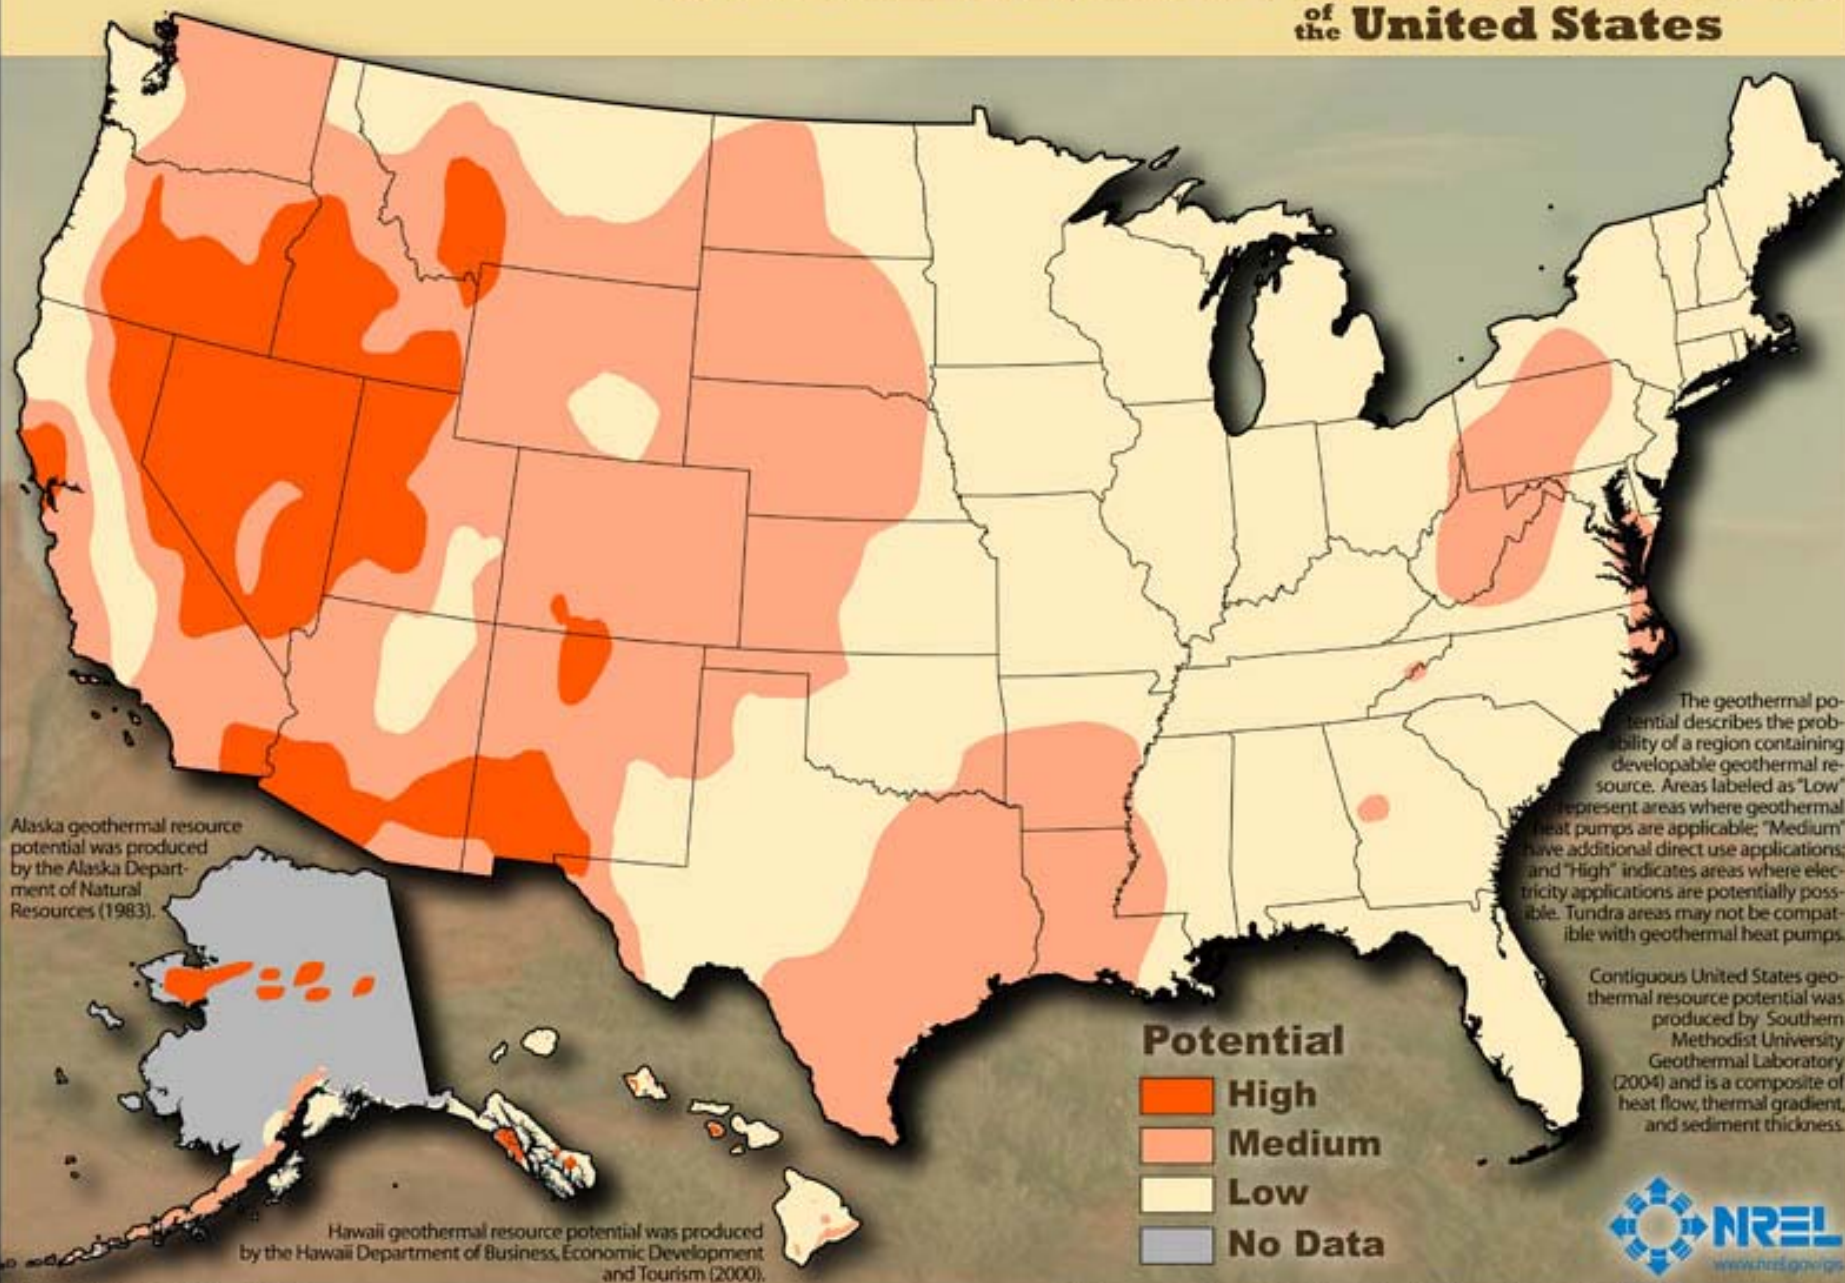 of
the United States
The geothermal po-
tential describes the prob-
ability of a region containing
developable geothermal re-
source. Areas labeled as "Low"
represent areas where geothermal
heat pumps are applicable; "Medium"
have additional direct use applications;
and "High" indicates areas where elec-
tricity applications are potentially poss-
ible. Tundra areas may not be compat-
ible with geothermal heat pumps.
Contiguous United States geo-
thermal resource potential was
produced by Southern
Methodist University
Geothermal Laboratory
(2004) and is a composite of
heat flow, thermal gradient,
and sediment thickness.
Alaska geothermal resource
potential was produced
by the Alaska Depart-
ment of Natural
Resources (1983).
Potential
High
Medium
Low
No Data
Hawaii geothermal resource potential was produced
by the Hawaii Department of Business, Economic Development
and Tourism (2000).
NREL